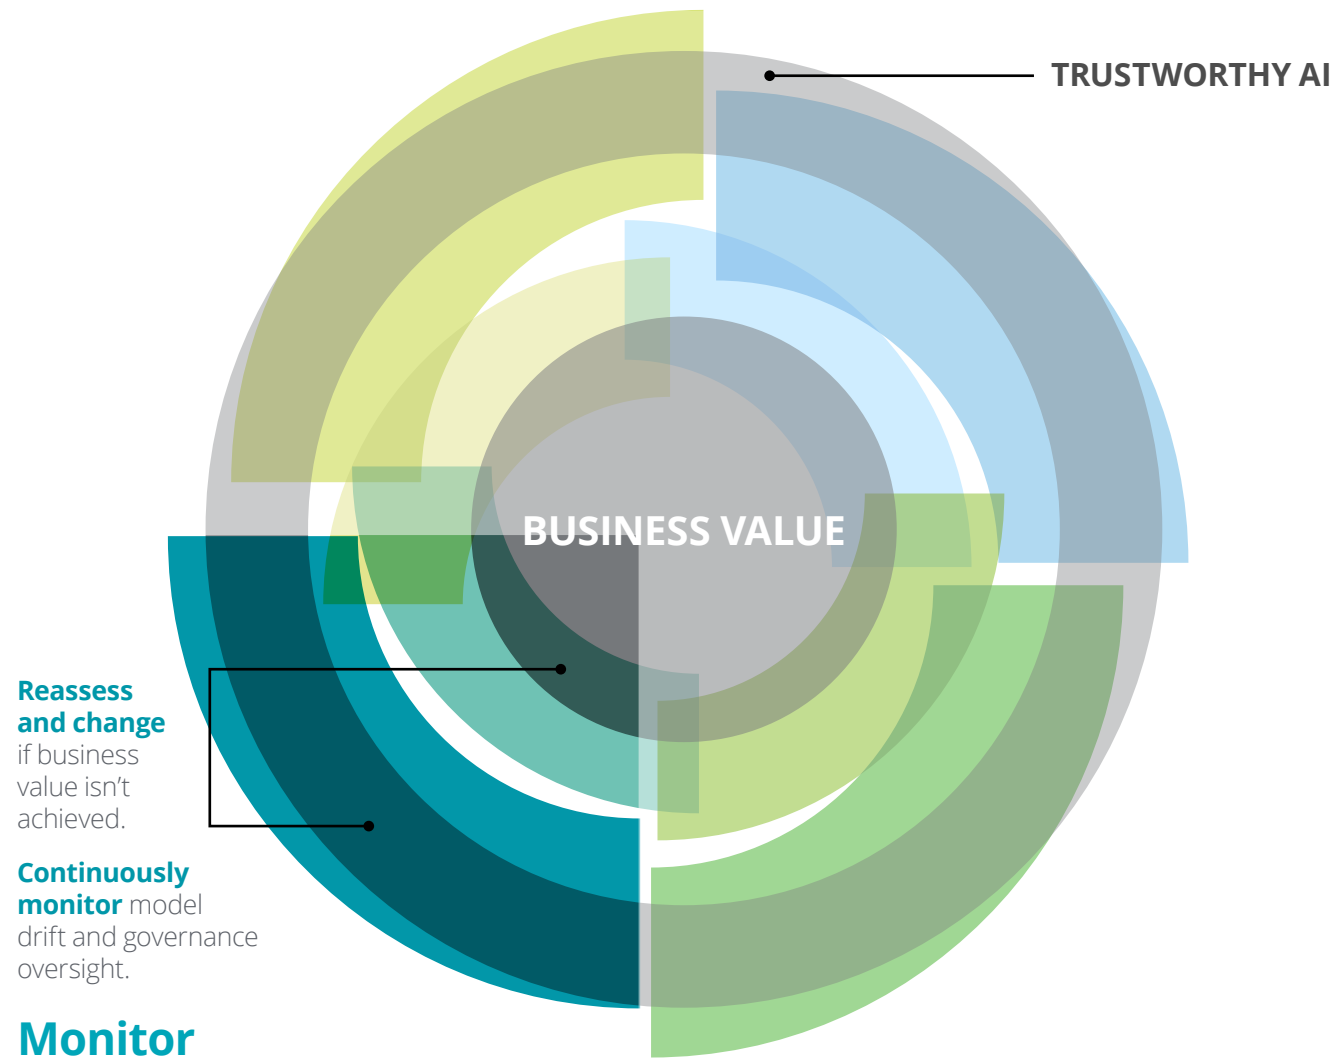 TRUSTWORTHY AI
BUSINESS VALUE
Reassess
and change
if business
value isn’t
achieved.
Continuously
monitor model
drift and governance
oversight.
Monitor